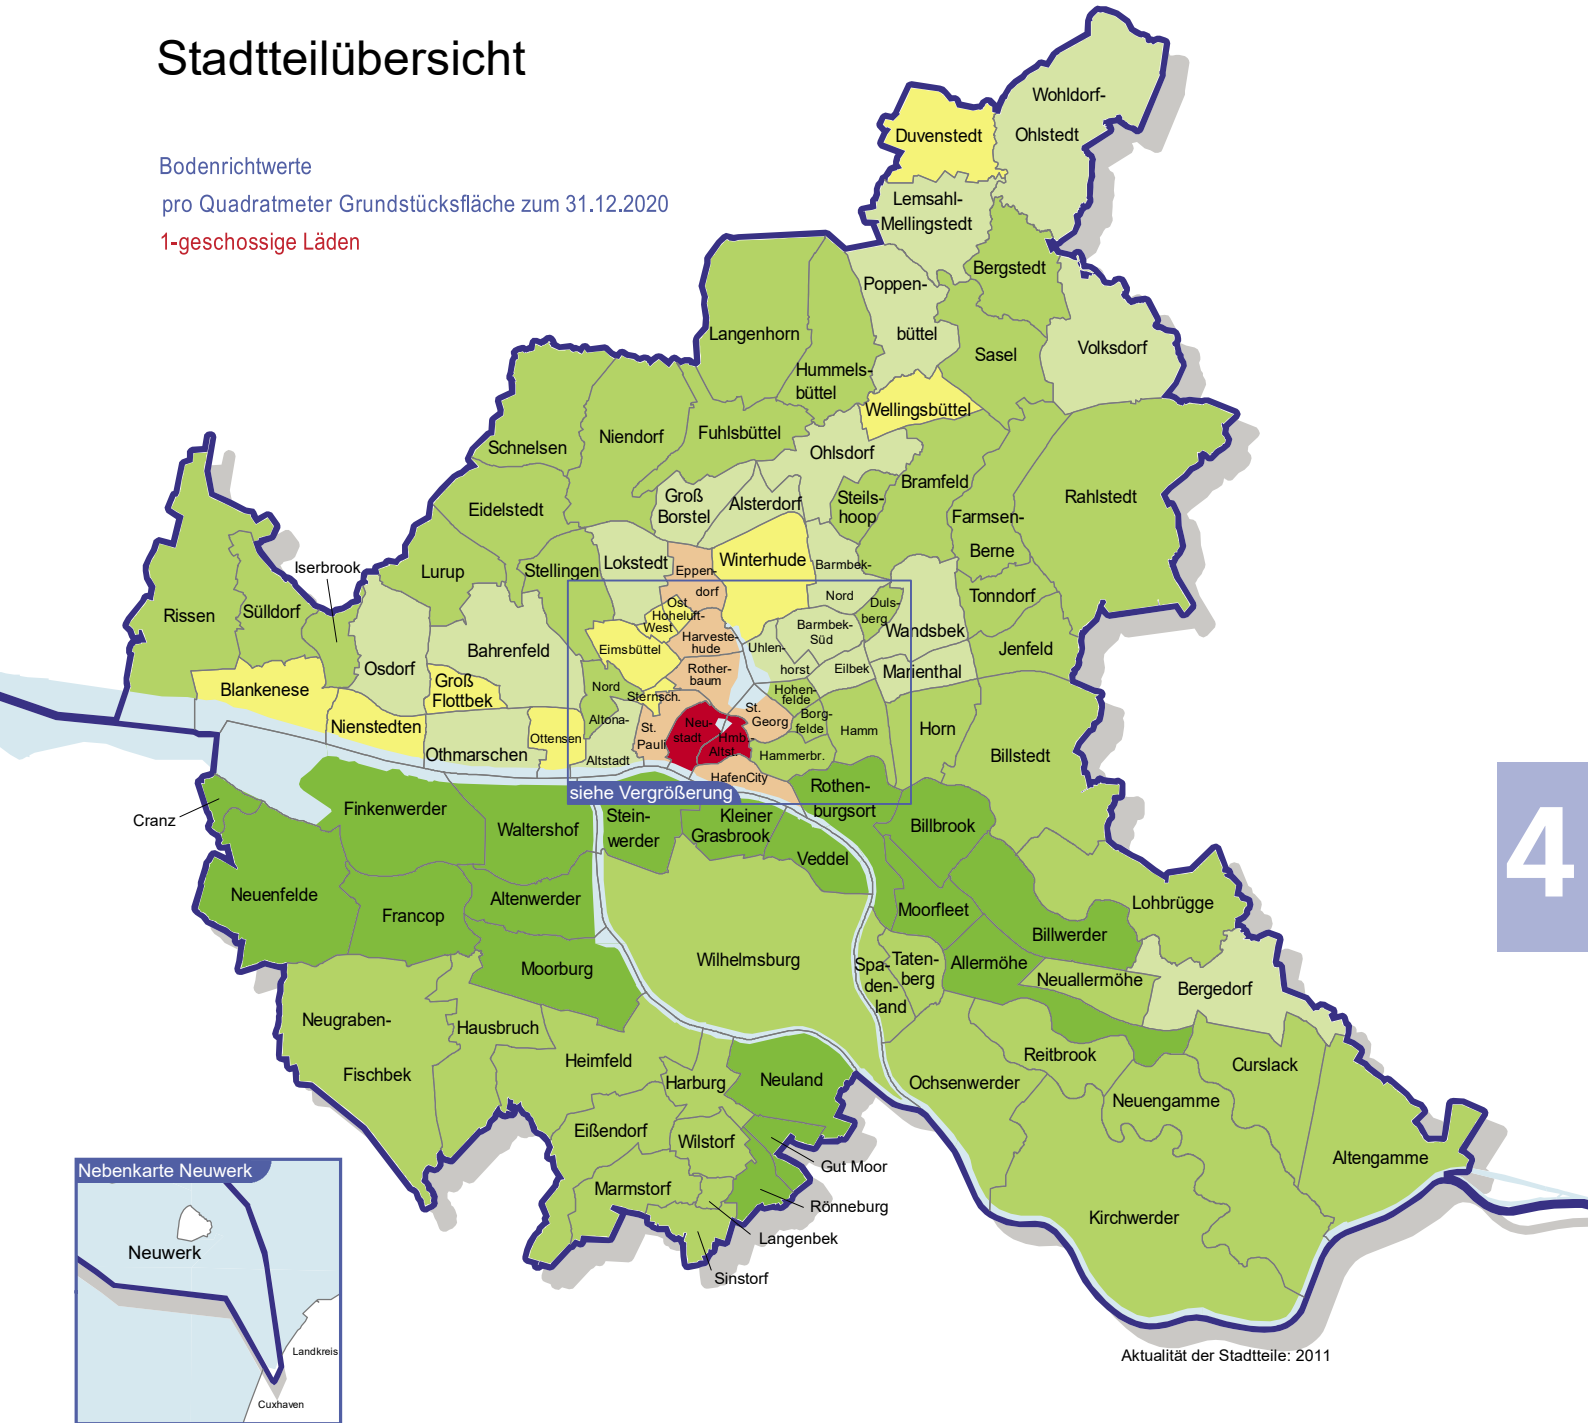 Stadtteilübersicht
Bodenrichtwerte
pro Quadratmeter Grundstücksfläche zum 31.12.2020
1-geschossige Läden
Wohldorf-
Ohlstedt
Duvenstedt
Lemsahl-
Mellingstedt
Bergstedt
Poppen-
büttel
Langenhorn
Sasel
Volksdorf
Hummels-
büttel
Wellingsbüttel
Schnelsen
Niendorf
Fuhlsbüttel
Ohlsdorf
Bramfeld
Rahlstedt
Eidelstedt
Groß
Borstel
Alsterdorf
Steils-
hoop
Farmsen-
Berne
Iserbrook
Lurup
Stellingen
Lokstedt
Eppen-
dorf
Winterhude
Barmbek-
Nord
Tonndorf
Rissen
Sülldorf
Ost
Hoheluft-
West
Duls-
berg
Wandsbek
Jenfeld
Osdorf
Bahrenfeld
Eimsbüttel
Harveste-
hude
Barmbek-
Süd
Uhlen-
horst
Eilbek
Marienthal
Blankenese
Groß
Flottbek
Nord
Rother-
baum
Sternsch.
Hohen-
felde
Nienstedten
Othmarschen
Ottensen
Altona-
Altstadt
St.
Pauli
Neu-
stadt
Hmb.-
Altst.
St.
Georg
Borg-
felde
Hamm
Horn
Billstedt
Hammerbr.
HafenCity
siehe Vergrößerung
Rothen-
burgsort
Cranz
Finkenwerder
Waltershof
Stein-
werder
Kleiner
Grasbrook
Veddel
Billbrook
4
Neuenfelde
Francop
Altenwerder
Moorfleet
Lohbrügge
Billwerder
Moorburg
Wilhelmsburg
Spa-
den-
land
Taten-
berg
Allermöhe
Neuallermöhe
Bergedorf
Neugraben-
Fischbek
Hausbruch
Heimfeld
Harburg
Neuland
Ochsenwerder
Reitbrook
Curslack
Neuengamme
Eißendorf
Wilstorf
Gut Moor
Altengamme
Marmstorf
Rönneburg
Langenbek
Kirchwerder
Sinstorf
Nebenkarte Neuwerk
Neuwerk
Landkreis
Cuxhaven
Aktualität der Stadtteile: 2011